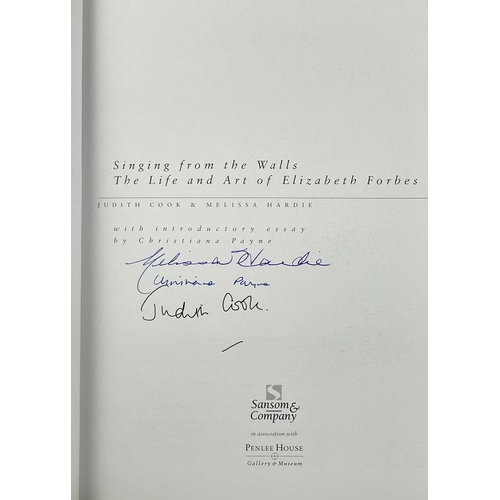 Singing from the Walls
The Life and Art of Elizabeth Forbes
JUDITH COOK & MELISSA HARDIE
with introductory essay
by Christiana Payne
Melissa Hardie
Christiana Payne
Judith Cook.
S
Sansom &
Company
in association with
PENLEE HOUSE
Gallery & Museum